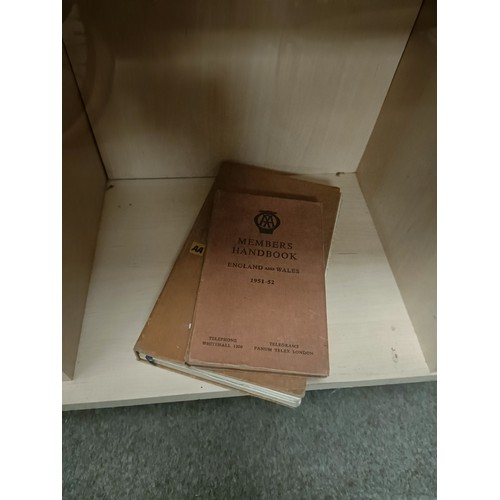 AA
MEMBERS
HANDBOOK
ENGLAND AND WALES
1951-52
TELEPHONE
WHITEHALL 1200
TELEGRAMS
FANUM TELEX LONDON
AA